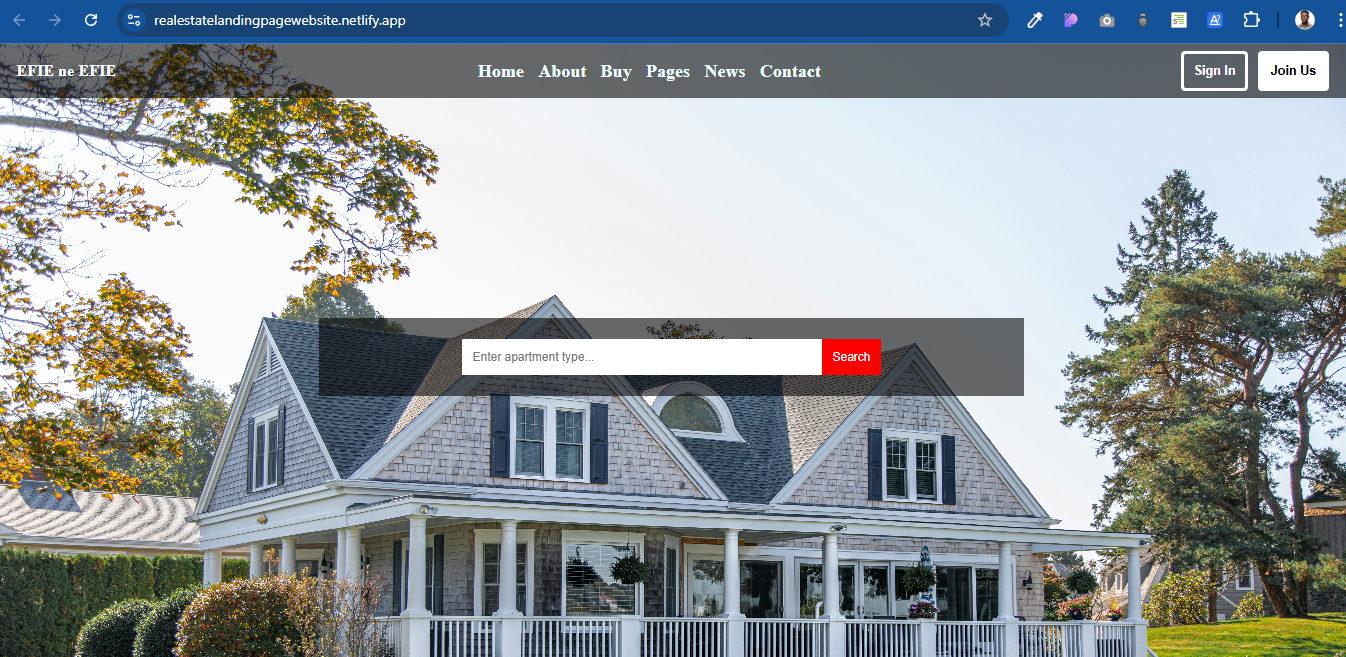 realestatelandingpagewebsite.netlify.app
EFIE ne EFIE
Home About Buy Pages News Contact
Sign In Join Us
Enter apartment type...
Search